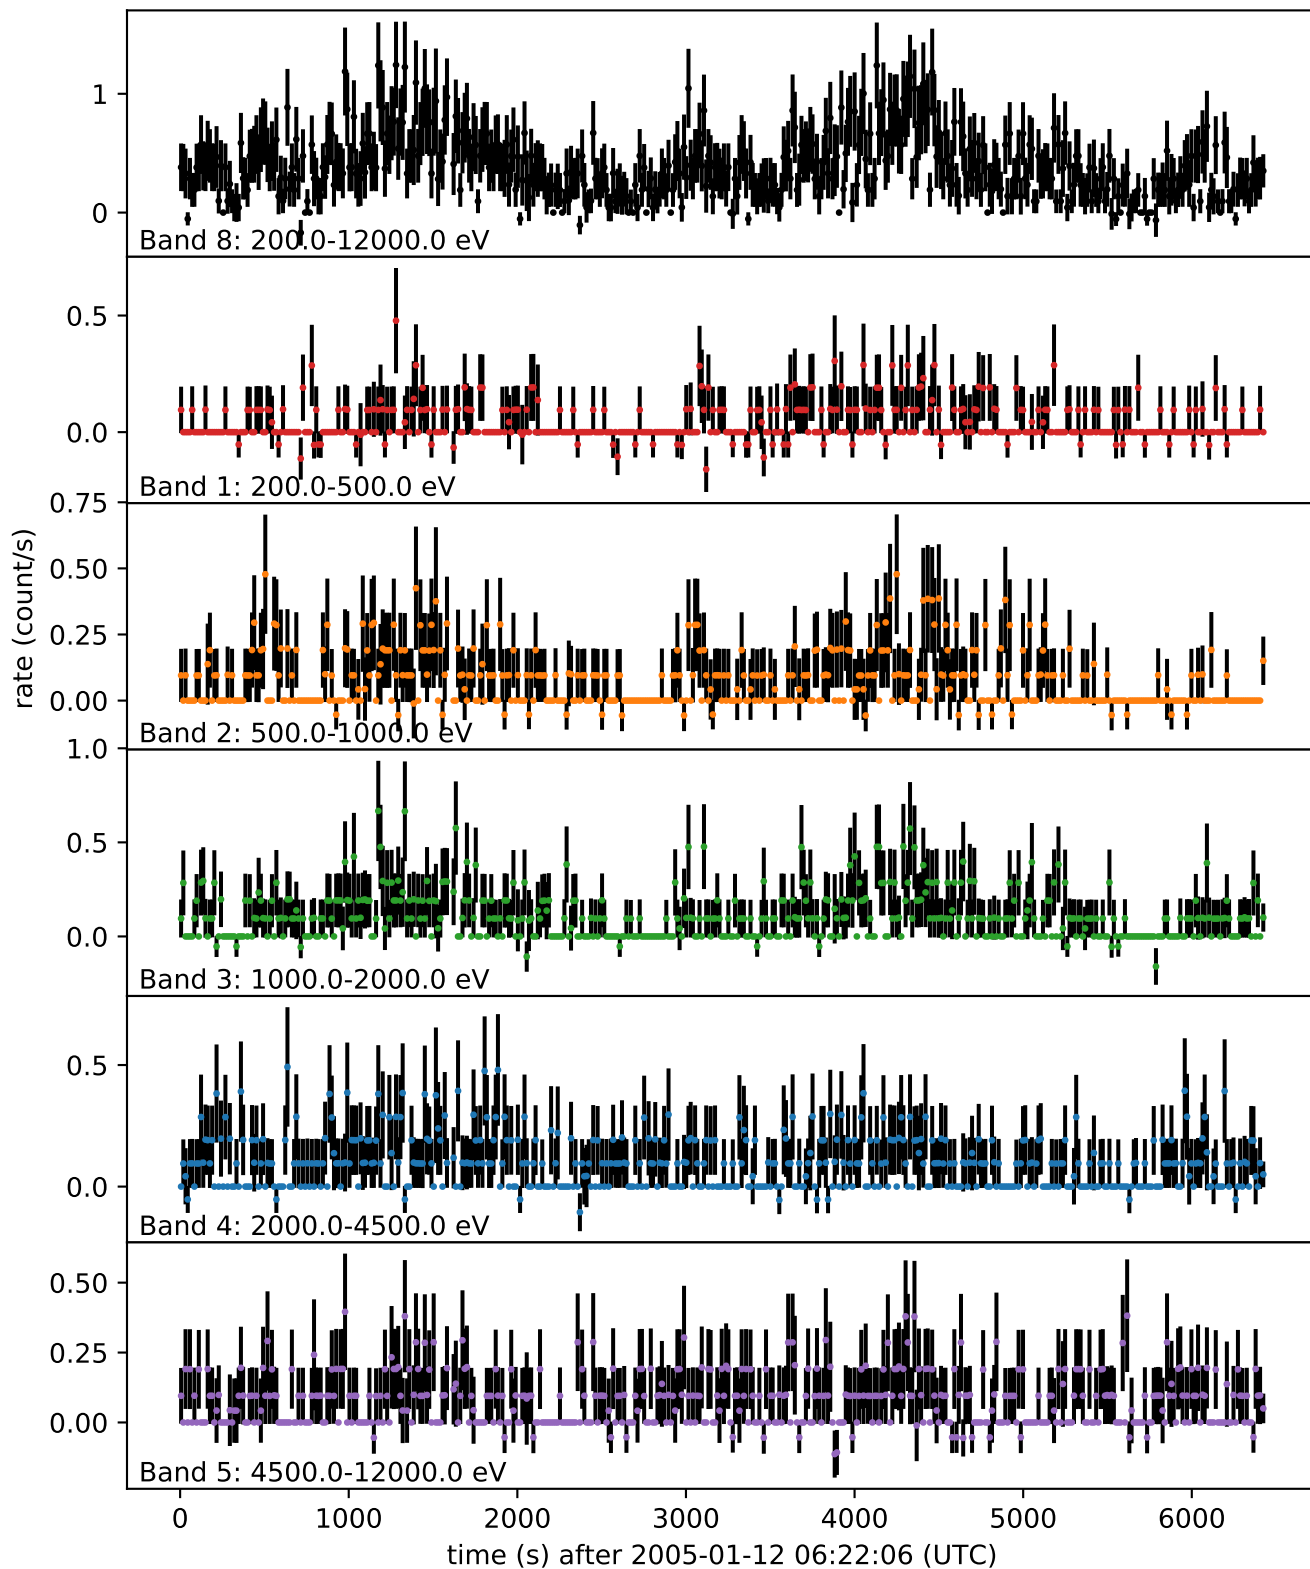 1
0
Band 8: 200.0-12000.0 eV
0.5
0.0
Band 1: 200.0-500.0 eV
0.75
0.50
0.25
0.00
Band 2: 500.0-1000.0 eV
rate (count/s)
1.0
0.5
0.0
Band 3: 1000.0-2000.0 eV
0.5
0.0
Band 4: 2000.0-4500.0 eV
0.50
0.25
0.00
Band 5: 4500.0-12000.0 eV
0 1000 2000 3000 4000 5000 6000
time (s) after 2005-01-12 06:22:06 (UTC)